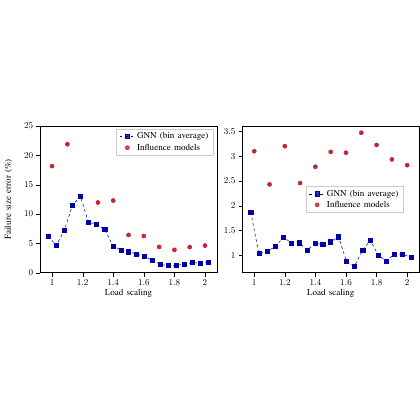 25
20
15
10
5
0
Failure size error (%)
GNN (bin average)
Influence models
1 1.2 1.4 1.6 1.8 2
Load scaling
3.5
3
2.5
2
1.5
1
GNN (bin average)
Influence models
1 1.2 1.4 1.6 1.8 2
Load scaling